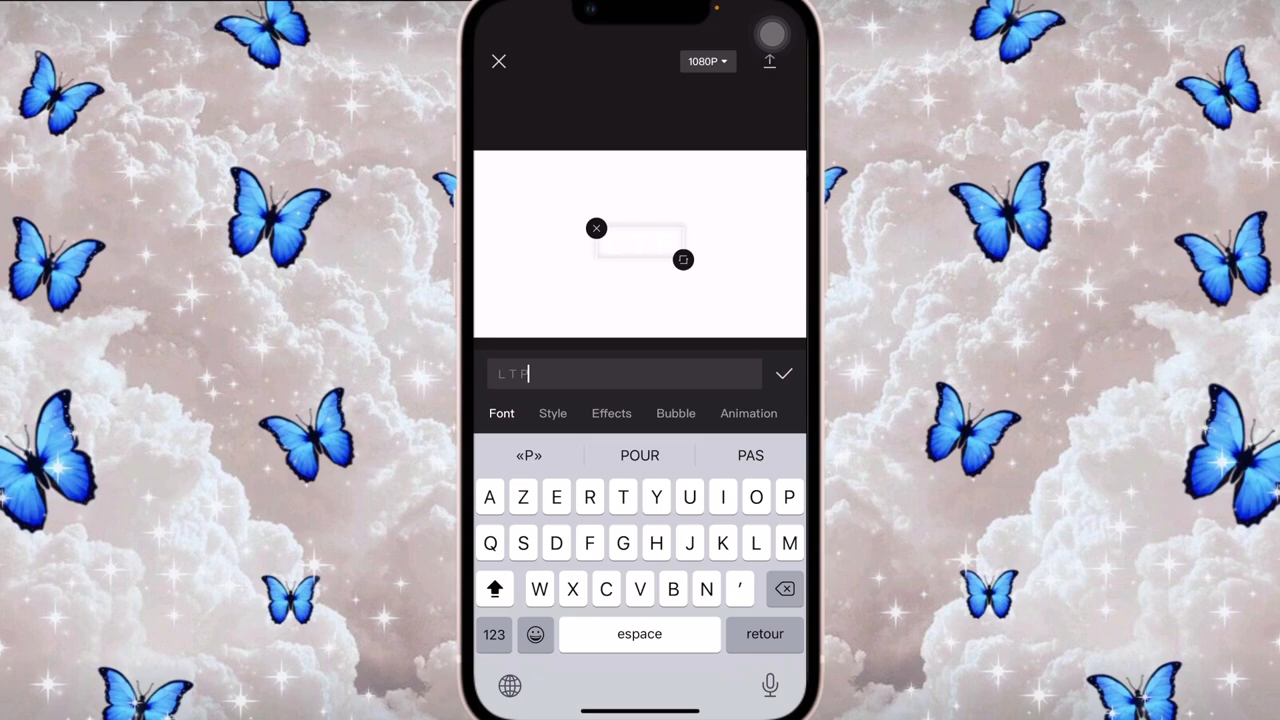 1080P
L T P
Font Style Effects Bubble Animation
«P» POUR PAS
A Z E R T Y U I O P
Q S D F G H J K L M
W X C V B N ’
123 espace retour